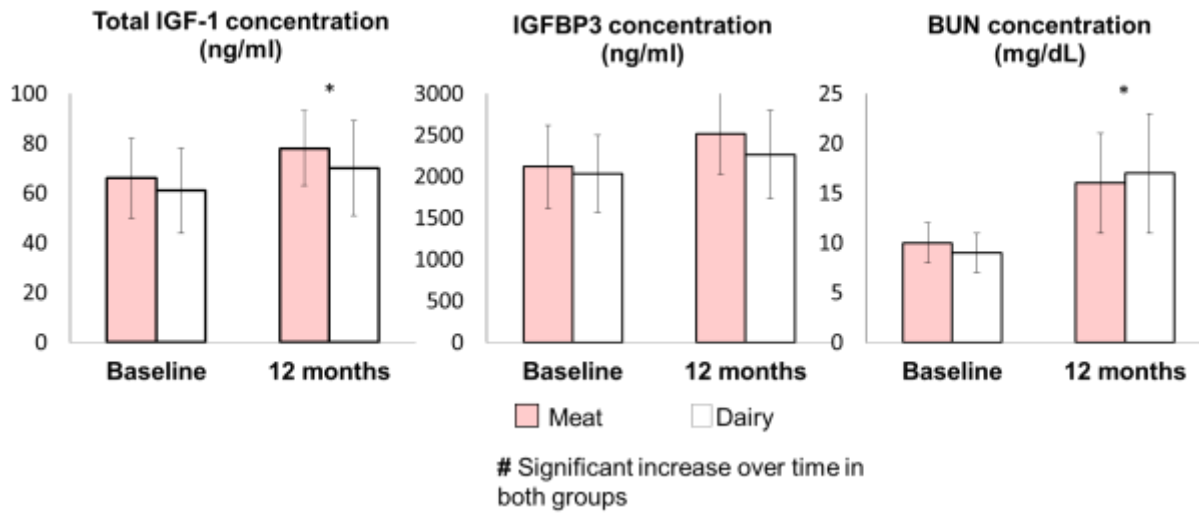 Total IGF-1 concentration
(ng/ml)
IGFBP3 concentration
(ng/ml)
BUN concentration
(mg/dL)
100
80
60
40
20
0
*
Baseline
12 months
3000
2500
2000
1500
1000
500
0
Baseline
12 months
25
20
15
10
5
0
*
Baseline
12 months
Meat
Dairy
# Significant increase over time in
both groups